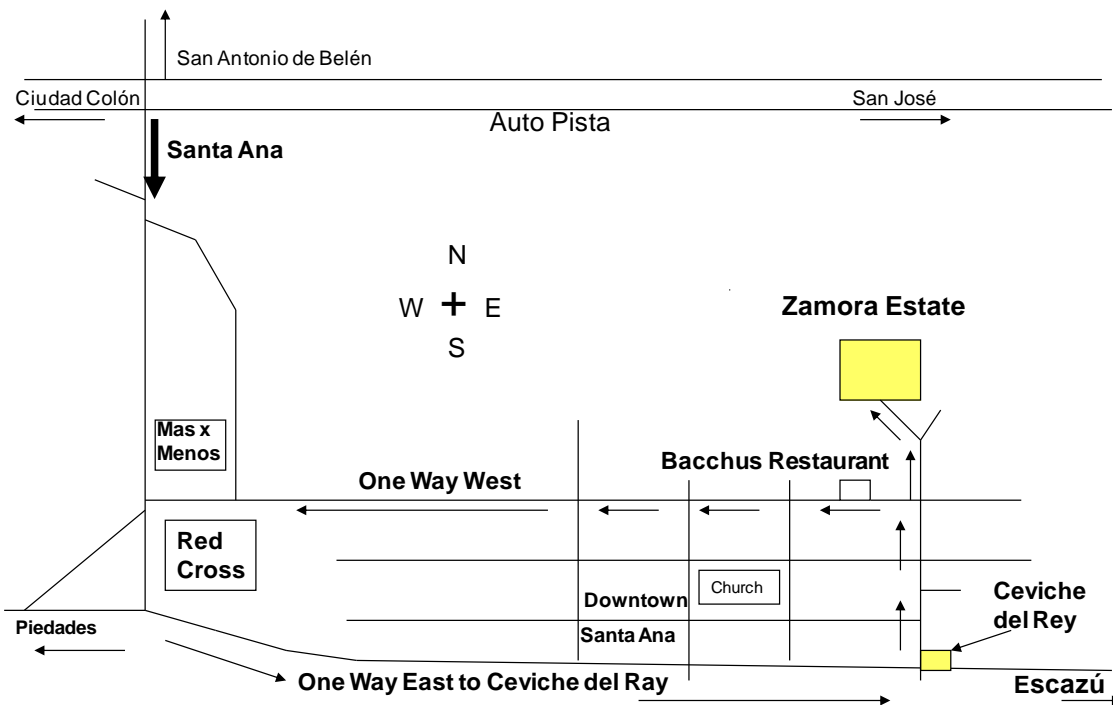 San Antonio de Belén
Ciudad Colón
San José
Auto Pista
Santa Ana
N
W
E
S
Zamora Estate
Mas x
Menos
Bacchus Restaurant
One Way West
Red
Cross
Church
Downtown
Santa Ana
Ceviche
del Rey
Piedades
One Way East to Ceviche del Ray
Escazú